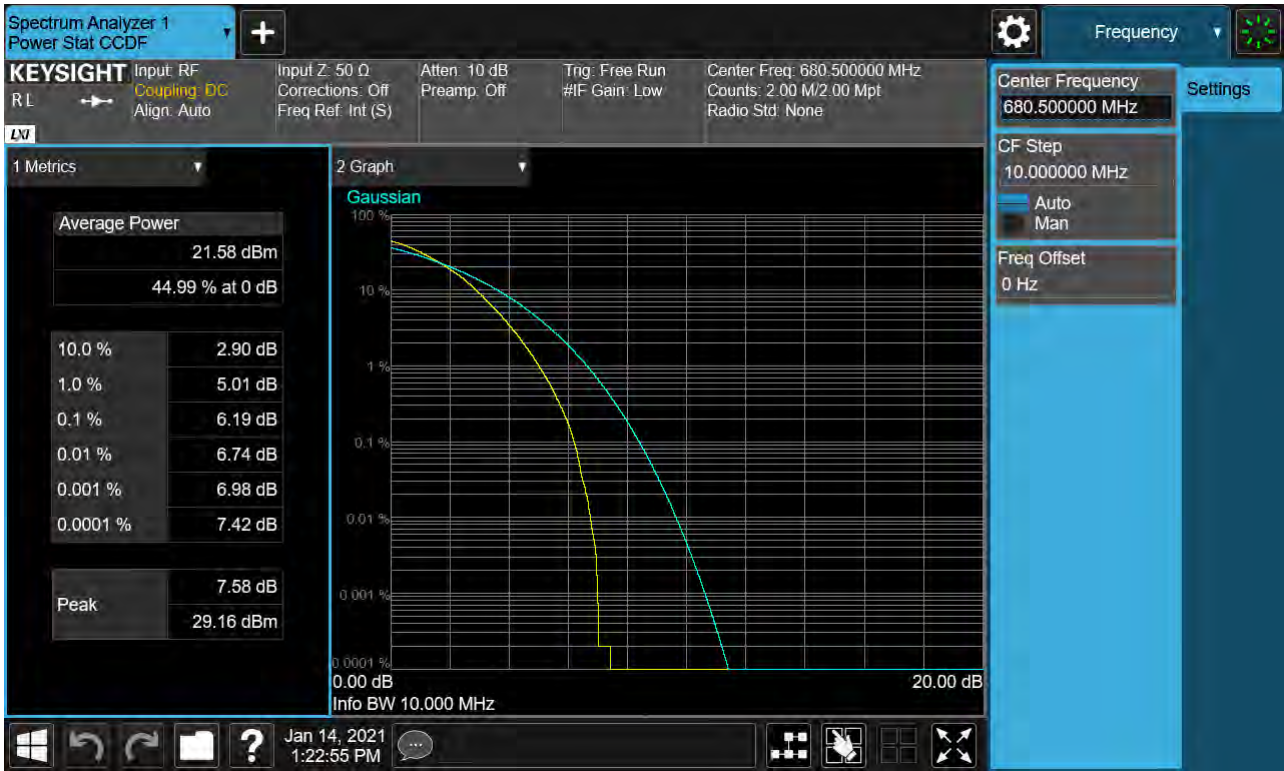 Spectrum Analyzer 1
Power Stat CCDF
+
Frequency
KEYSIGHT
RL
LXI
Input: RF
Coupling: DC
Align: Auto
Input Z: 50 Ω
Corrections: Off
Freq Ref: Int (S)
Atten: 10 dB
Preamp: Off
Trig: Free Run
#IF Gain: Low
Center Freq: 680.500000 MHz
Counts: 2.00 M/2.00 Mpt
Radio Std: None
Center Frequency
680.500000 MHz
Settings
CF Step
10.000000 MHz
Auto
Man
Freq Offset
0 Hz
1 Metrics
Average Power
21.58 dBm
44.99 % at 0 dB
10.0 % 2.90 dB
1.0 % 5.01 dB
0.1 % 6.19 dB
0.01 % 6.74 dB
0.001 % 6.98 dB
0.0001 % 7.42 dB
Peak
7.58 dB
29.16 dBm
2 Graph
Gaussian
100 %
10 %
1 %
0.1 %
0.01 %
0.001 %
0.0001 %
0.00 dB 20.00 dB
Info BW 10.000 MHz
?
Jan 14, 2021
1:22:55 PM